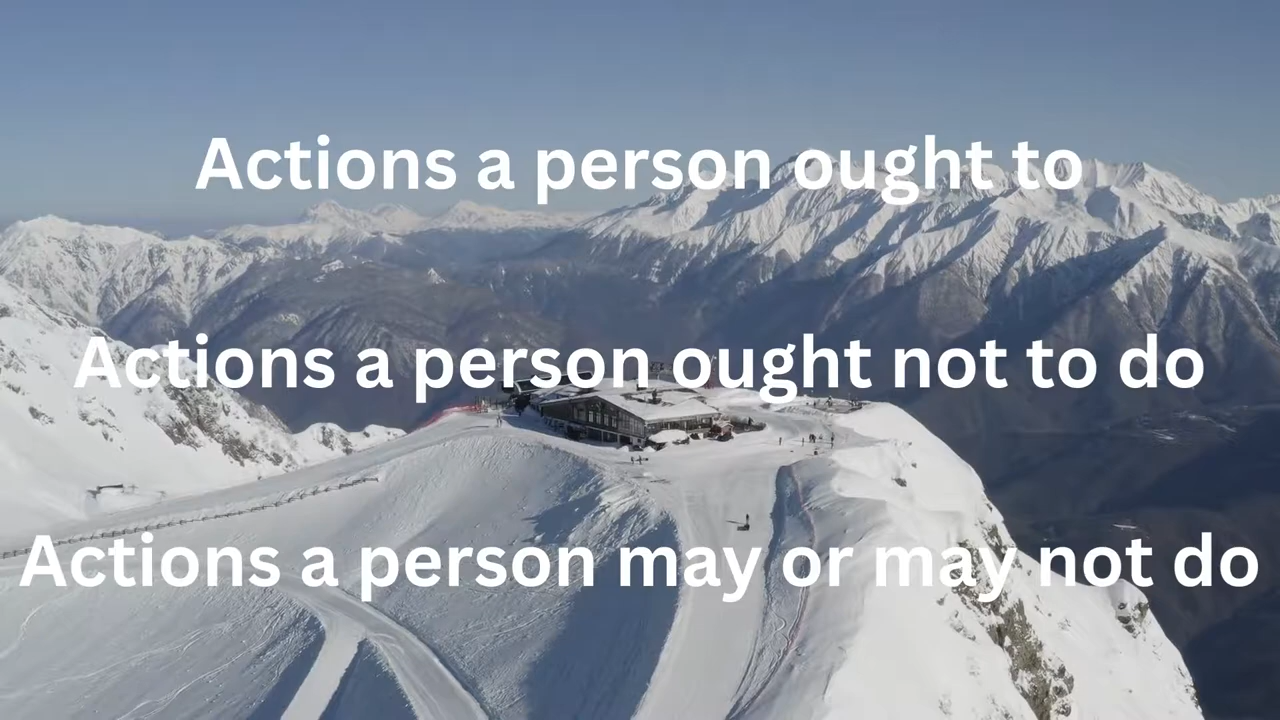 Actions a person ought to
Actions a person ought not to do
Actions a person may or may not do